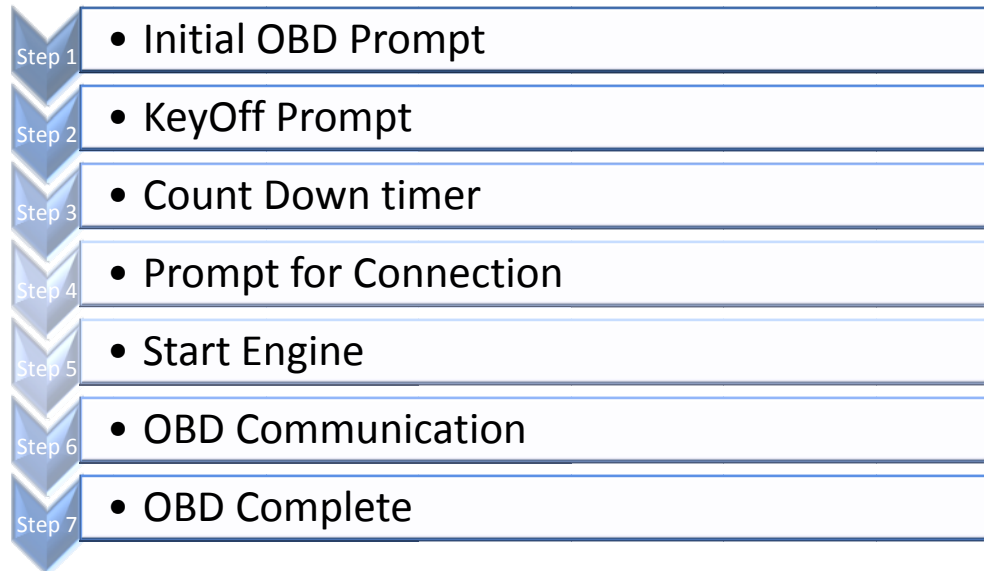 Step 1 • Initial OBD Prompt
Step 2 • KeyOff Prompt
Step 3 • Count Down timer
Step 4 • Prompt for Connection
Step 5 • Start Engine
Step 6 • OBD Communication
Step 7 • OBD Complete